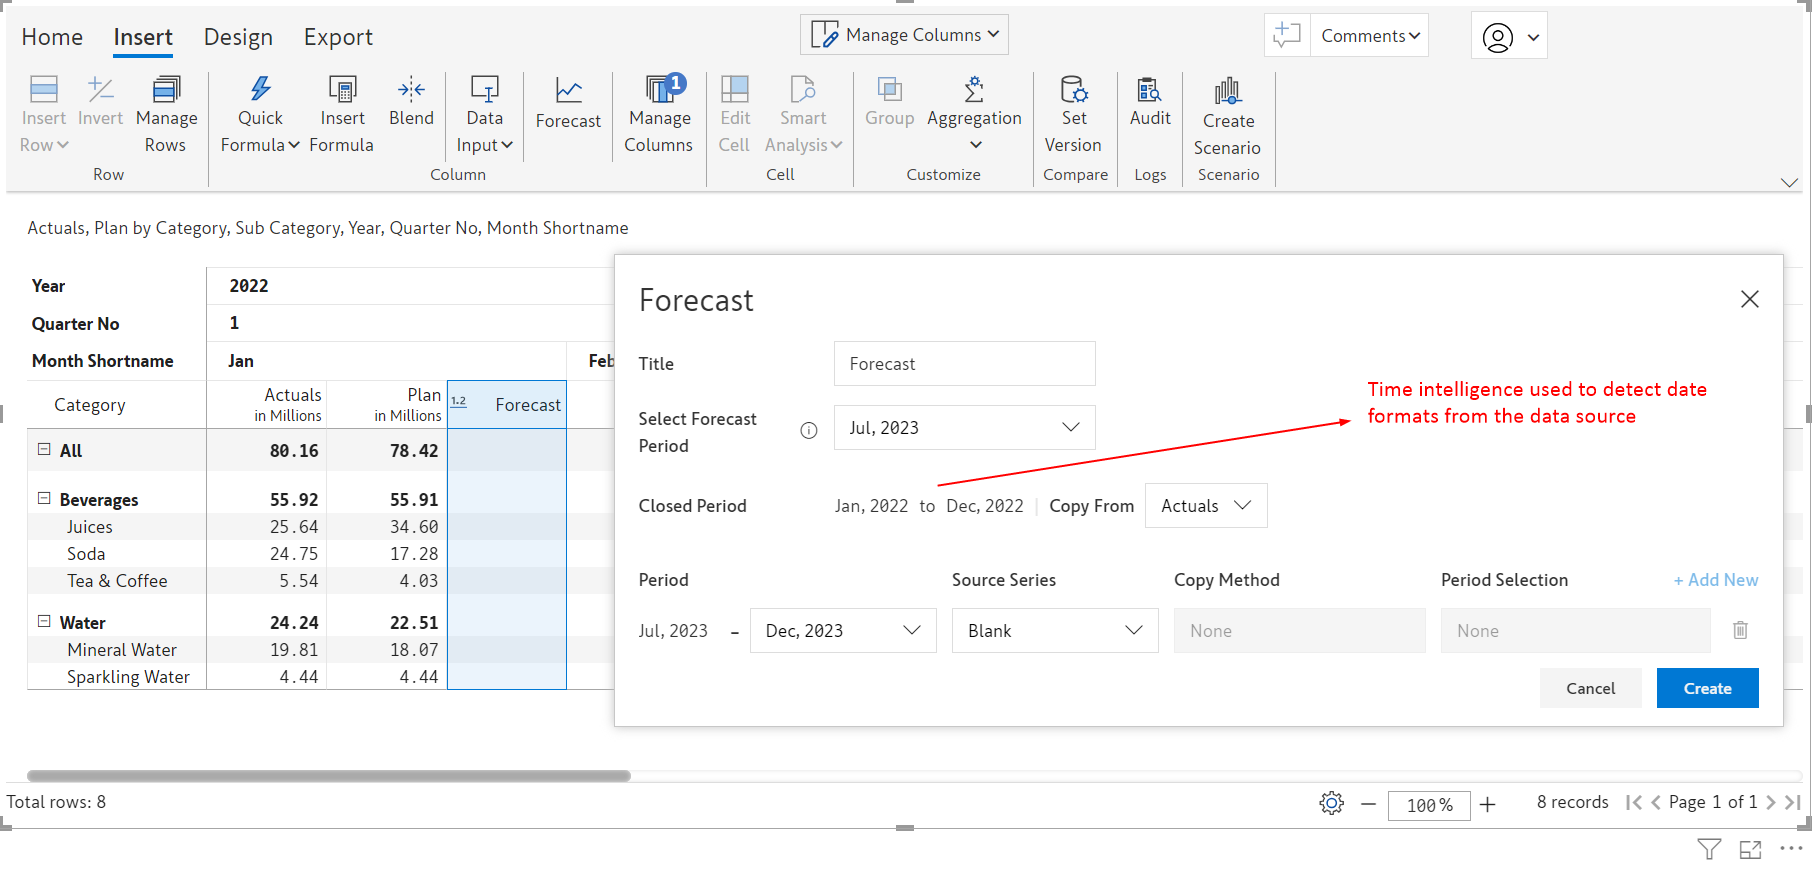 Home Insert Design Export Manage Columns Comments
Insert Row Invert Manage Rows Quick Formula Insert Formula Blend Data Input Forecast Manage Columns 1 Edit Cell Smart Analysis Group Aggregation Set Version Audit Create Scenario
Row Column Cell Customize Compare Logs Scenario
Actuals, Plan by Category, Sub Category, Year, Quarter No, Month Shortname
Year 2022
Quarter No 1
Month Shortname Jan Feb
Category Actuals in Millions Plan in Millions 1.2 Forecast
All 80.16 78.42
Beverages 55.92 55.91
Juices 25.64 34.60
Soda 24.75 17.28
Tea & Coffee 5.54 4.03
Water 24.24 22.51
Mineral Water 19.81 18.07
Sparkling Water 4.44 4.44
Forecast
Title Forecast
Select Forecast Period Jul, 2023
Time intelligence used to detect date
formats from the data source
Closed Period Jan, 2022 to Dec, 2022 Copy From Actuals
Period Source Series Copy Method Period Selection + Add New
Jul, 2023 - Dec, 2023 Blank None None
Cancel Create
Total rows: 8 100 % 8 records Page 1 of 1